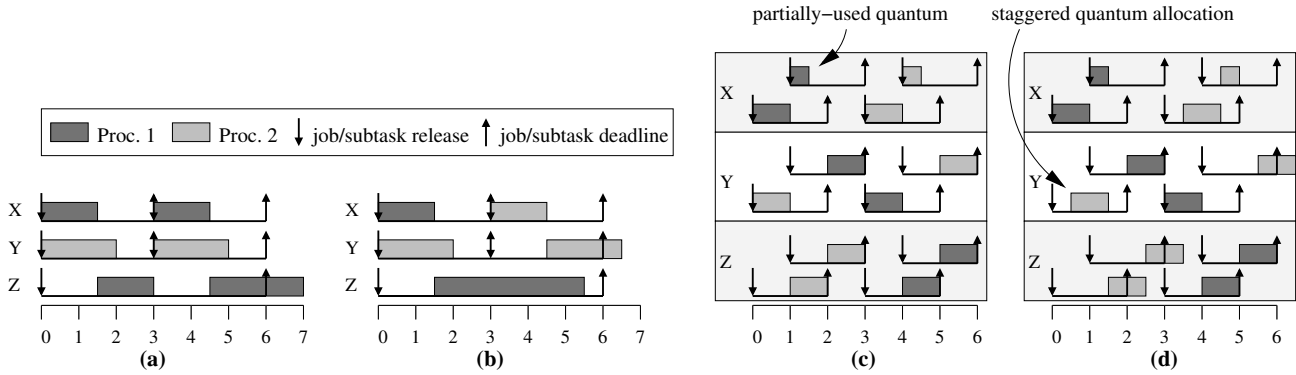 partially−used quantum
staggered quantum allocation
Proc. 1
Proc. 2
job/subtask release
job/subtask deadline
X
Y
Z
0 1 2 3 4 5 6 7
(a)
0 1 2 3 4 5 6 7
(b)
X
Y
Z
0 1 2 3 4 5 6
(c)
X
Y
Z
0 1 2 3 4 5 6
(d)